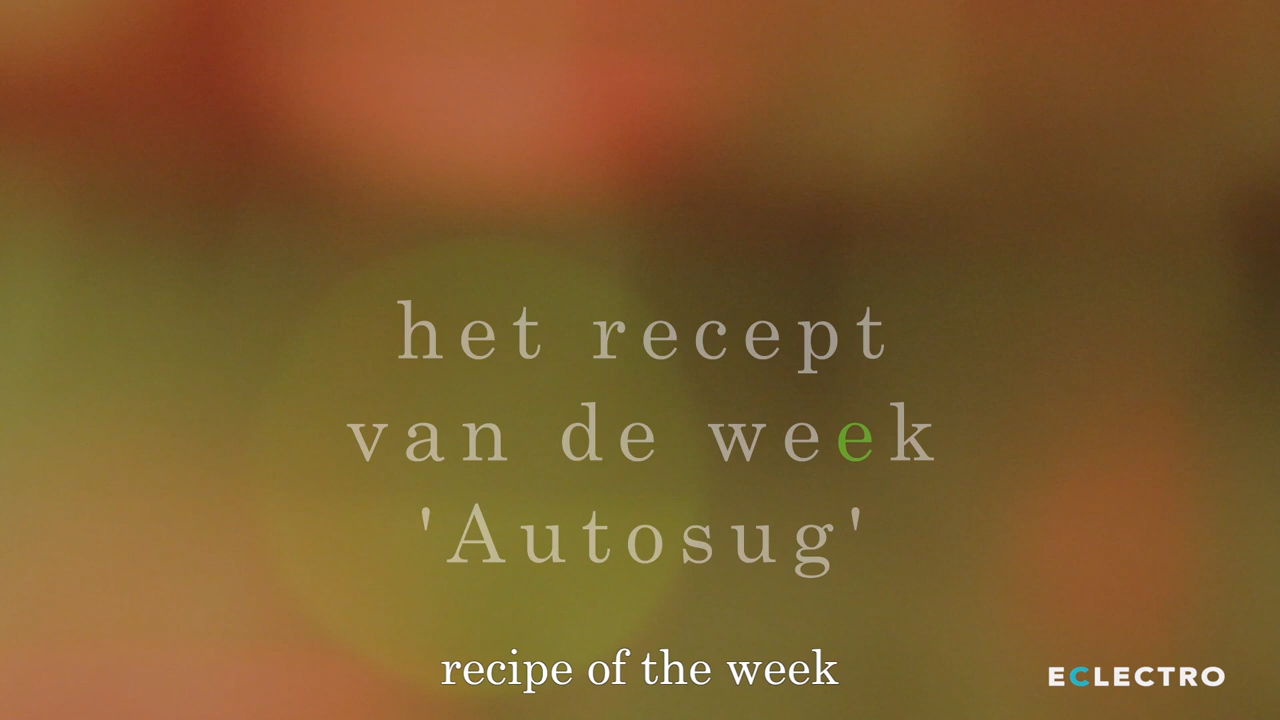 het recept
van de week
'Autosug'
recipe of the week
ECLECTRO